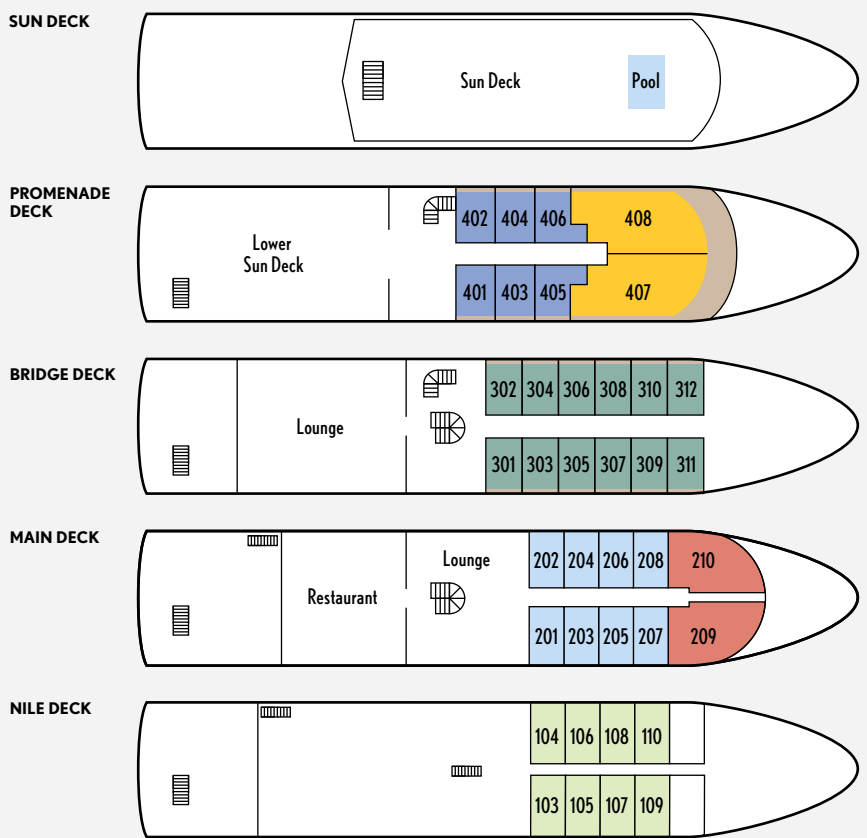 SUN DECK
Sun Deck
Pool
PROMENADE
DECK
402 404 406 408
Lower
Sun Deck
401 403 405 407
BRIDGE DECK
302 304 306 308 310 312
Lounge
301 303 305 307 309 311
MAIN DECK
Lounge 202 204 206 208 210
Restaurant
201 203 205 207 209
NILE DECK
104 106 108 110
103 105 107 109